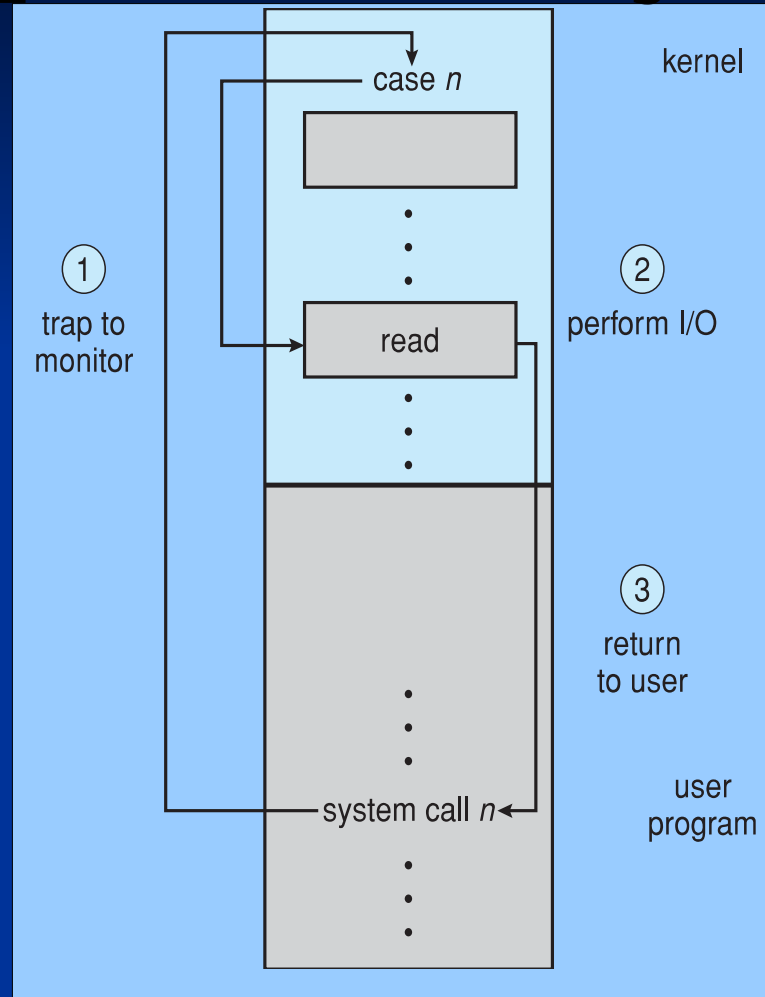 kernel
case n
1
trap to
monitor
2
perform I/O
read
3
return
to user
system call n
user
program